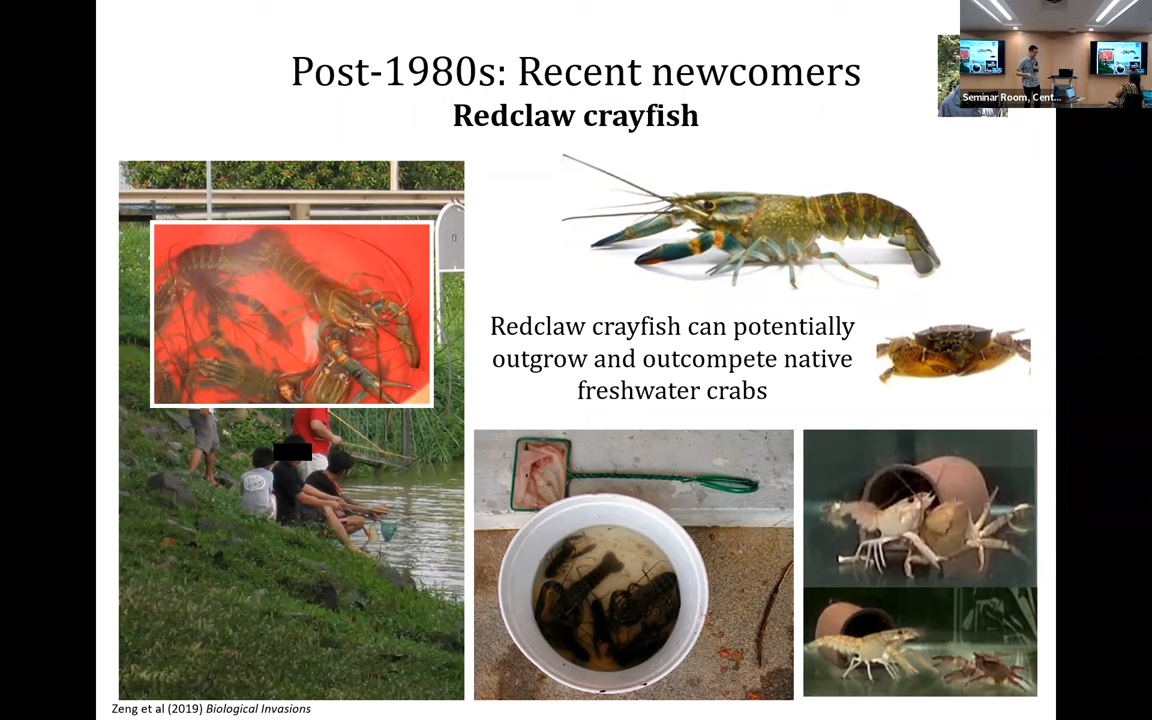 Post-1980s: Recent newcomers
Redclaw crayfish
Seminar Room, Cent...
Redclaw crayfish can potentially
outgrow and outcompete native
freshwater crabs
Zeng et al (2019) Biological Invasions